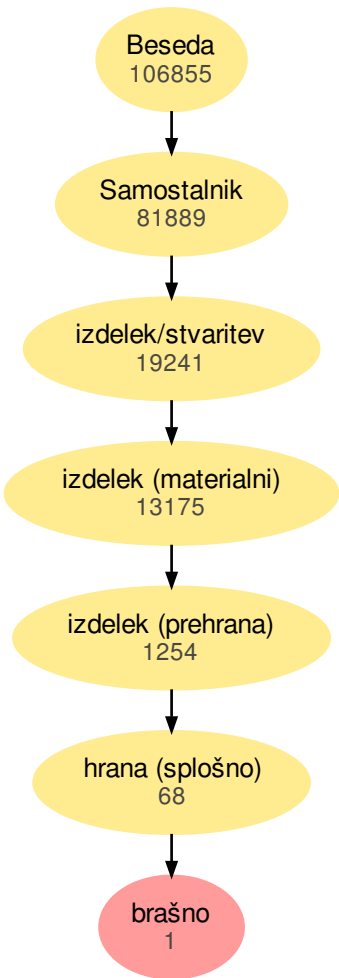 Beseda
106855
Samostalnik
81889
izdelek/stvaritev
19241
izdelek (materialni)
13175
izdelek (prehrana)
1254
hrana (splošno)
68
brašno
1